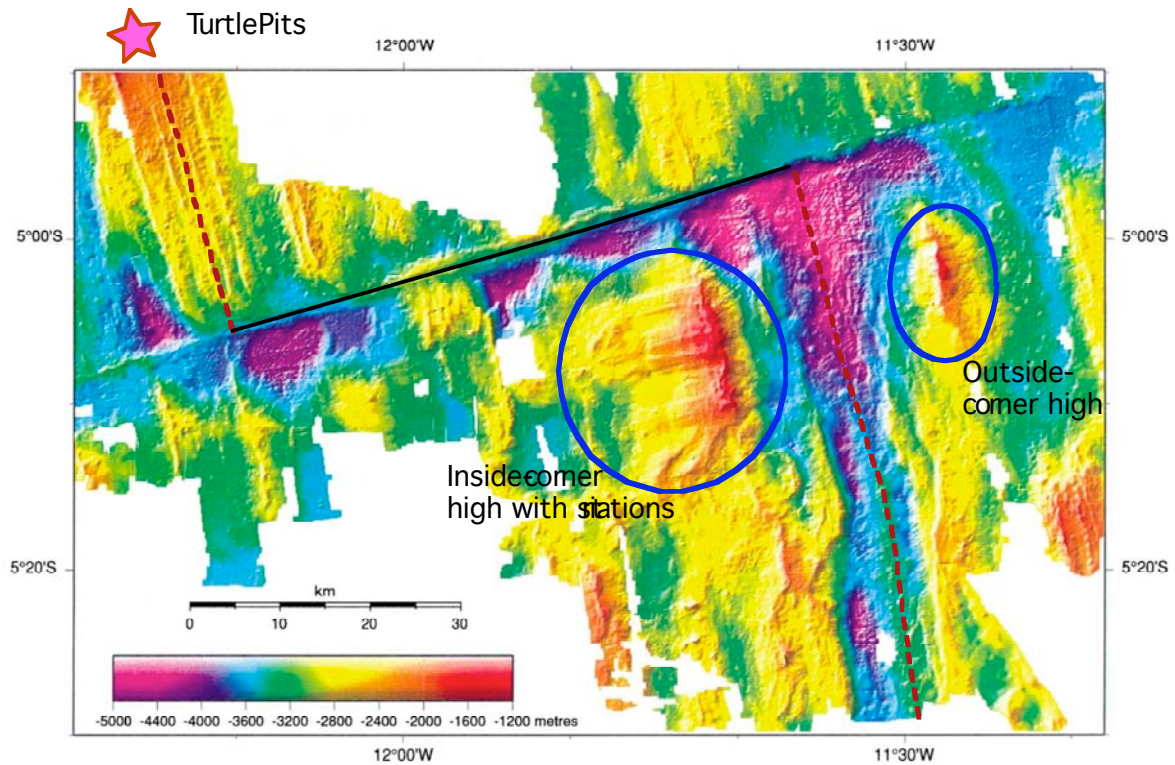 TurtlePits
12°00'W
11°30'W
5°00'S
5°00'S
Outside-
corner high
Inside-corner
high with striations
5°20'S
5°20'S
km
0 10 20 30
-5000 -4400 -4000 -3600 -3200 -2800 -2400 -2000 -1600 -1200 metres
12°00'W
11°30'W